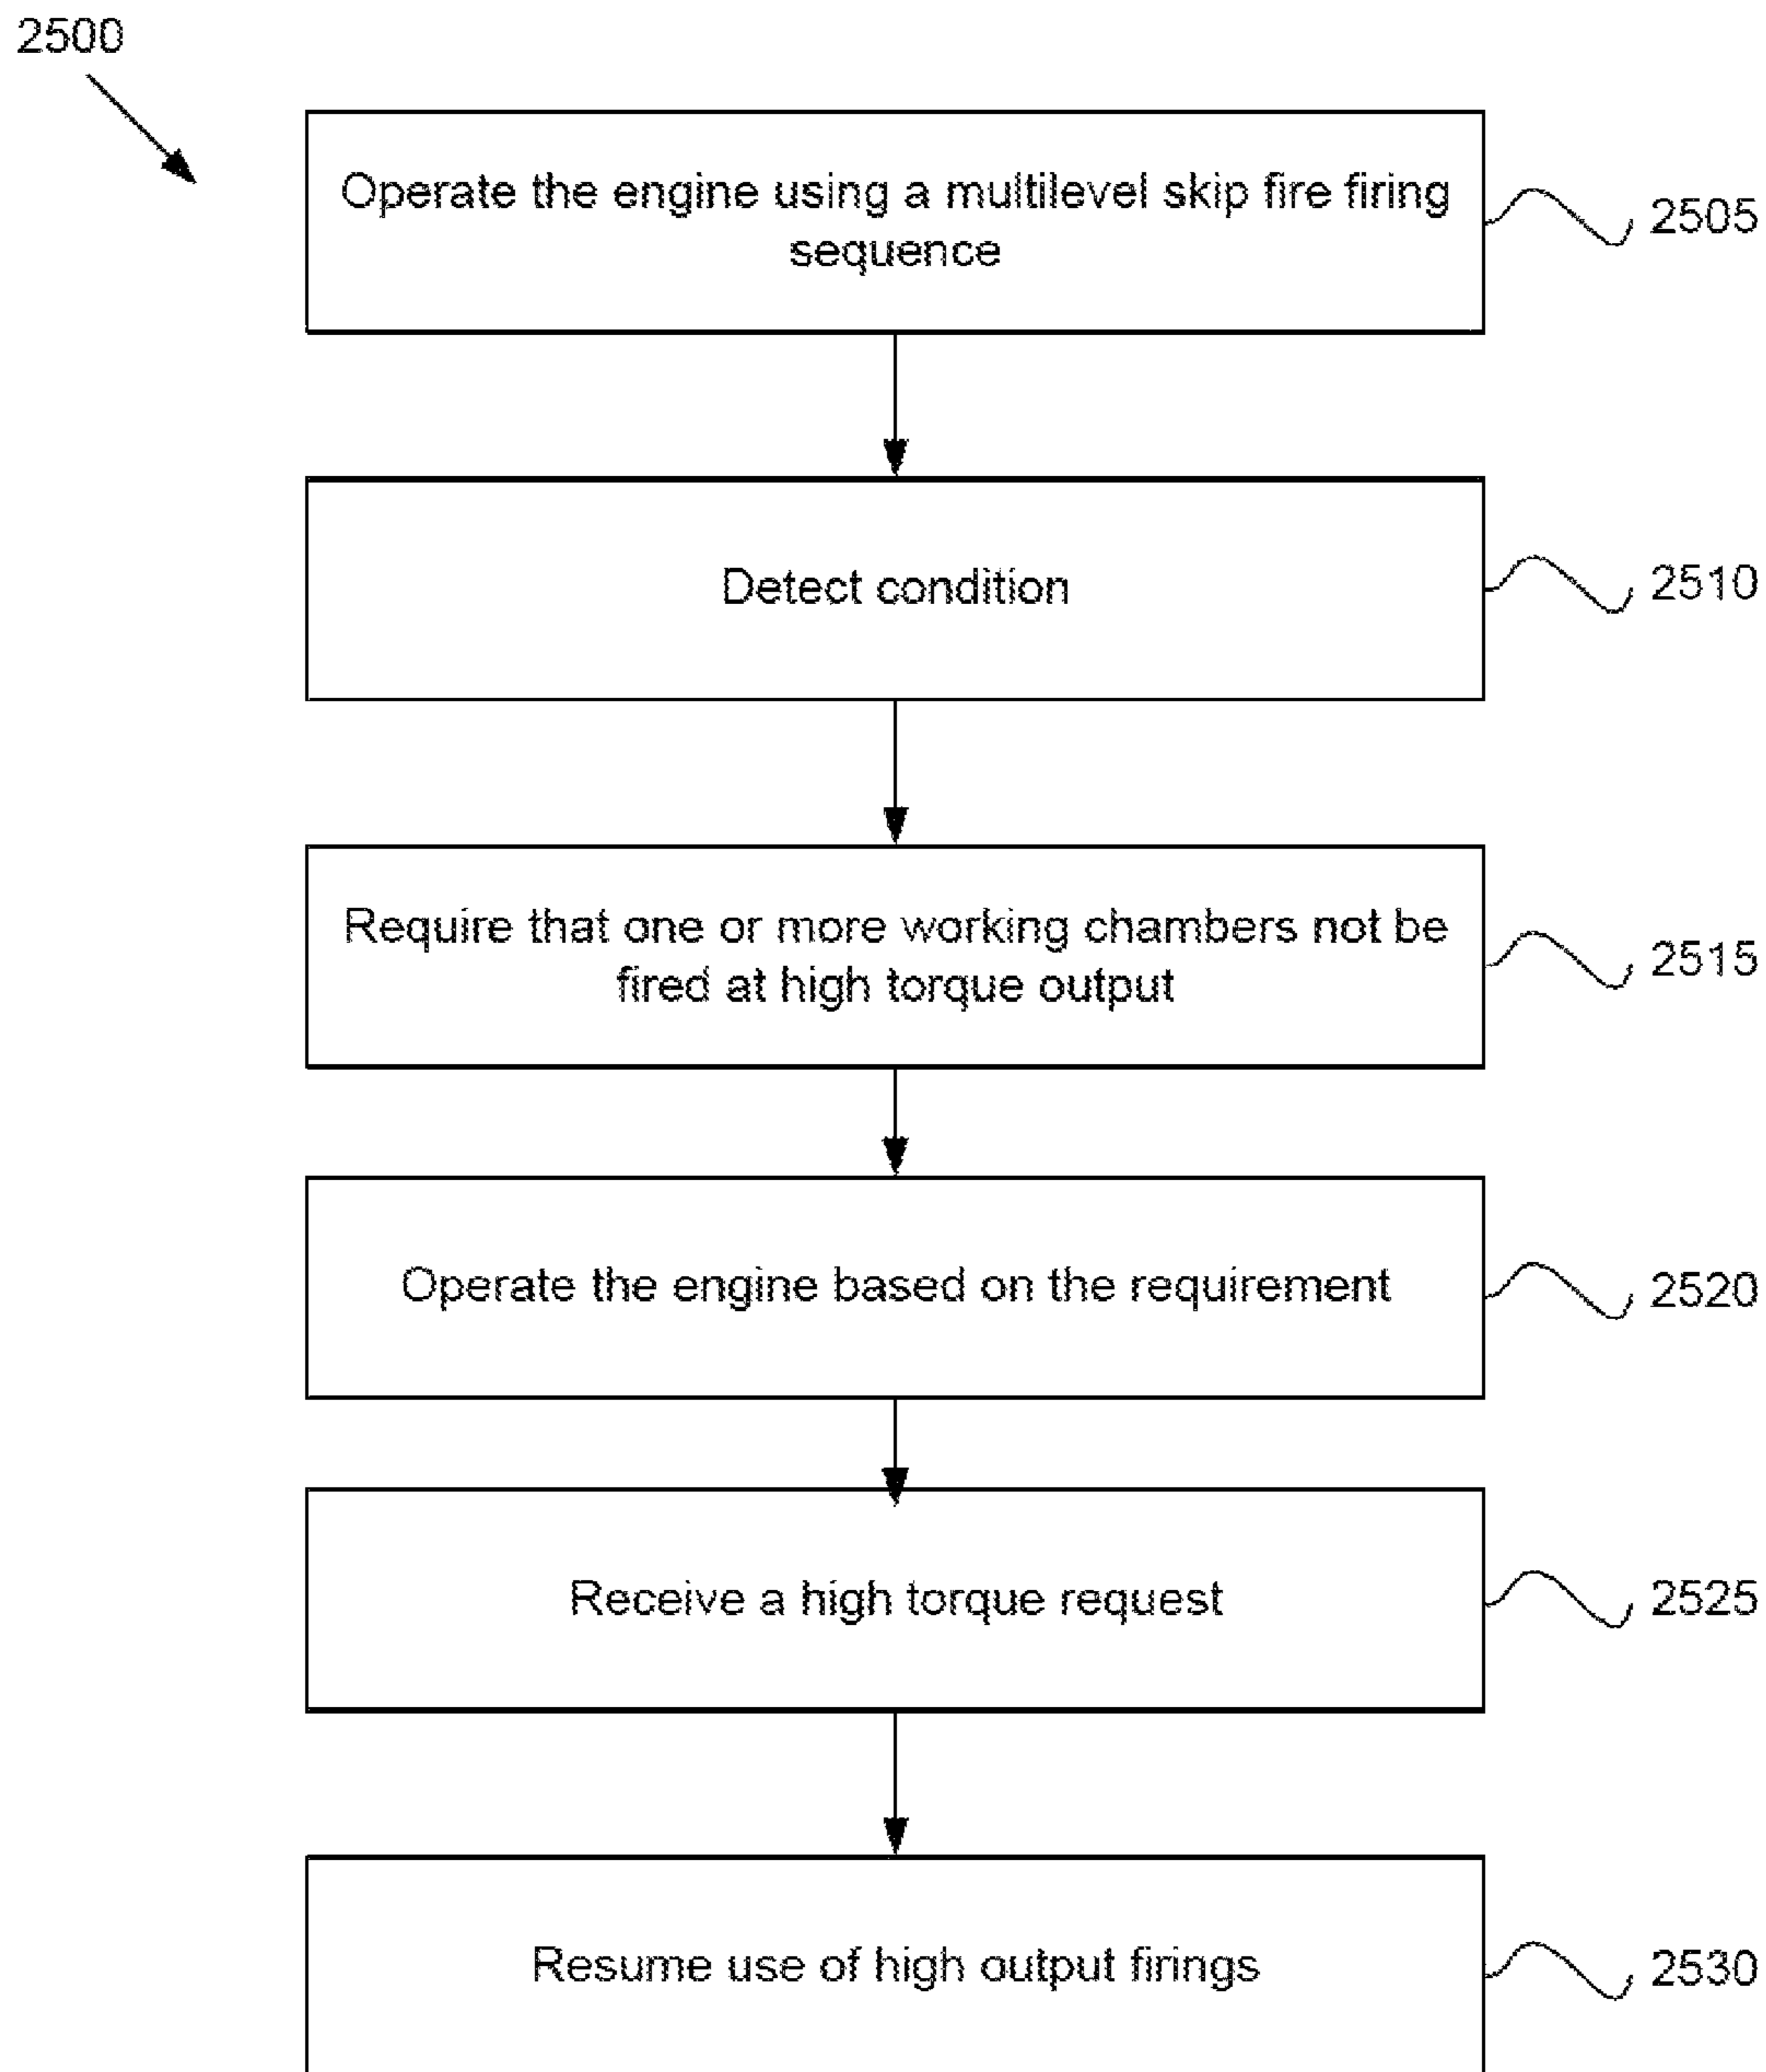 2500
Operate the engine using a multilevel skip fire firing
sequence
2505
Detect condition
2510
Require that one or more working chambers not be
fired at high torque output
2515
Operate the engine based on the requirement
2520
Receive a high torque request
2525
Resume use of high output firings
2530